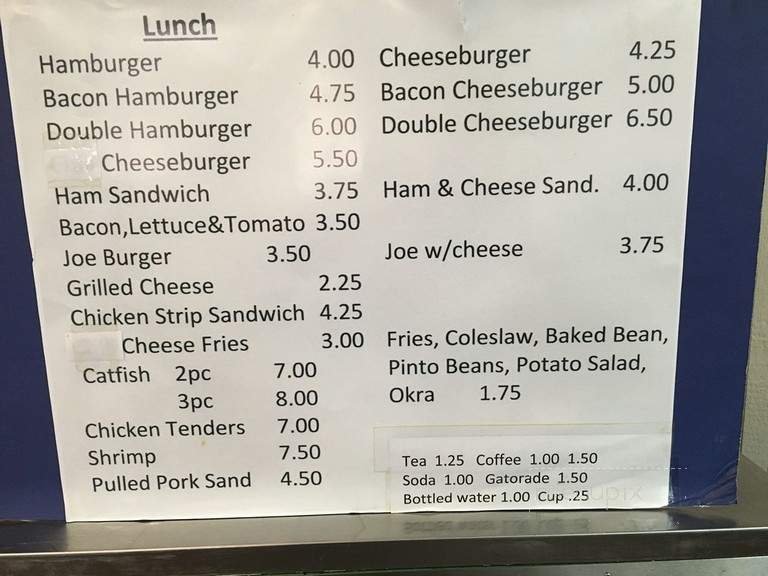 Lunch
Hamburger 4.00
Bacon Hamburger 4.75
Double Hamburger 6.00
Cheeseburger 5.50
Ham Sandwich 3.75
Bacon,Lettuce&Tomato 3.50
Joe Burger 3.50
Grilled Cheese 2.25
Chicken Strip Sandwich 4.25
Cheese Fries 3.00
Catfish 2pc 7.00
3pc 8.00
Chicken Tenders 7.00
Shrimp 7.50
Pulled Pork Sand 4.50
Cheeseburger 4.25
Bacon Cheeseburger 5.00
Double Cheeseburger 6.50
Ham & Cheese Sand. 4.00
Joe w/cheese 3.75
Fries, Coleslaw, Baked Bean,
Pinto Beans, Potato Salad,
Okra 1.75
Tea 1.25 Coffee 1.00 1.50
Soda 1.00 Gatorade 1.50
Bottled water 1.00 Cup .25